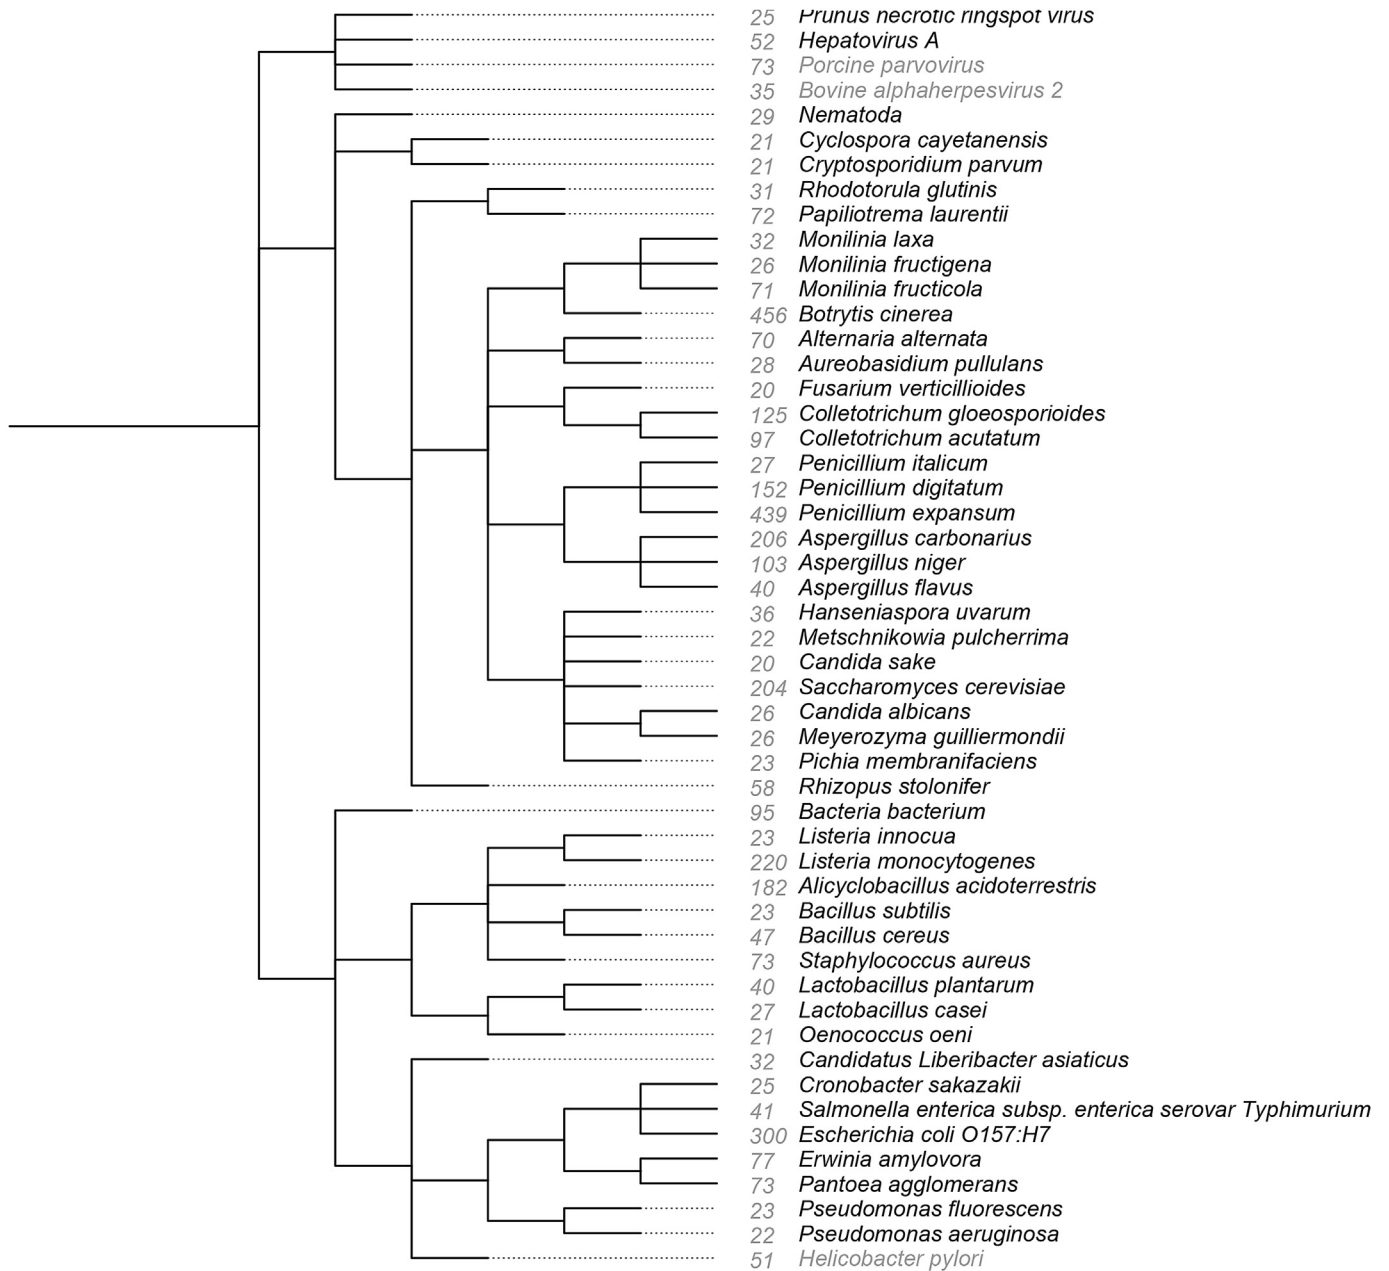 25 Prunus necrotic ringspot virus
52 Hepatovirus A
73 Porcine parvovirus
35 Bovine alphaherpesvirus 2
29 Nematoda
21 Cyclospora cayetanensis
21 Cryptosporidium parvum
31 Rhodotorula glutinis
72 Papiliotrema laurentii
32 Monilinia laxa
26 Monilinia fructigena
71 Monilinia fructicola
456 Botrytis cinerea
70 Alternaria alternata
28 Aureobasidium pullulans
20 Fusarium verticillioides
125 Colletotrichum gloeosporioides
97 Colletotrichum acutatum
27 Penicillium italicum
152 Penicillium digitatum
439 Penicillium expansum
206 Aspergillus carbonarius
103 Aspergillus niger
40 Aspergillus flavus
36 Hanseniaspora uvarum
22 Metschnikowia pulcherrima
20 Candida sake
204 Saccharomyces cerevisiae
26 Candida albicans
26 Meyerozyma guilliermondii
23 Pichia membranifaciens
58 Rhizopus stolonifer
95 Bacteria bacterium
23 Listeria innocua
220 Listeria monocytogenes
182 Alicyclobacillus acidoterrestris
23 Bacillus subtilis
47 Bacillus cereus
73 Staphylococcus aureus
40 Lactobacillus plantarum
27 Lactobacillus casei
21 Oenococcus oeni
32 Candidatus Liberibacter asiaticus
25 Cronobacter sakazakii
41 Salmonella enterica subsp. enterica serovar Typhimurium
300 Escherichia coli O157:H7
77 Erwinia amylovora
73 Pantoea agglomerans
23 Pseudomonas fluorescens
22 Pseudomonas aeruginosa
51 Helicobacter pylori